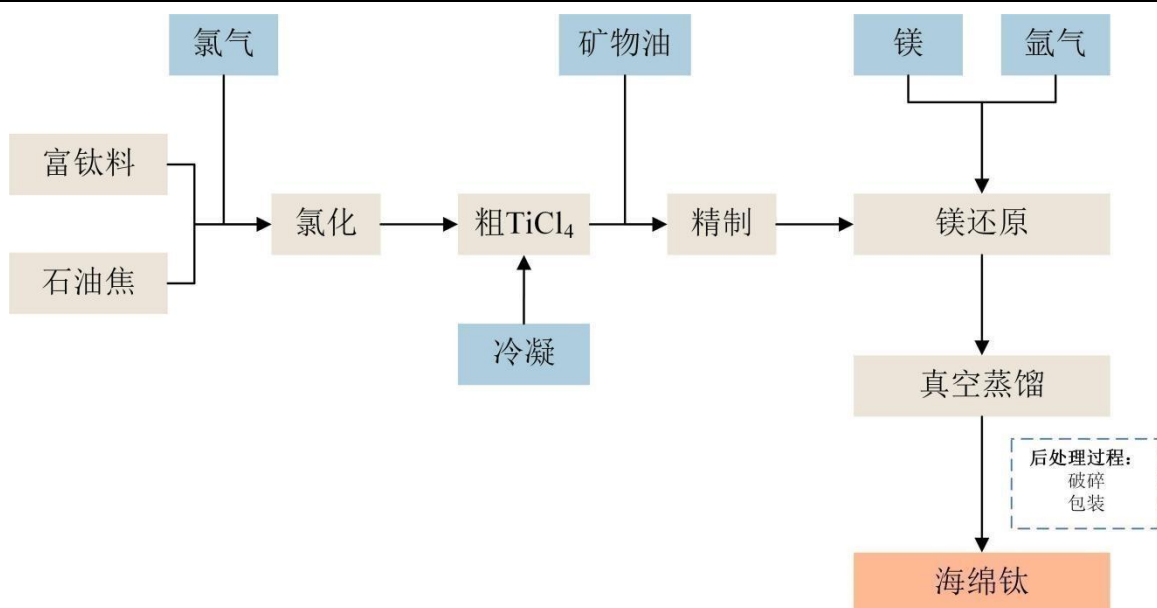 氯气
矿物油
镁
氩气
富钛料
石油焦
氯化
粗TiCl₄
精制
镁还原
冷凝
真空蒸馏
后处理过程：
破碎
包装
海绵钛